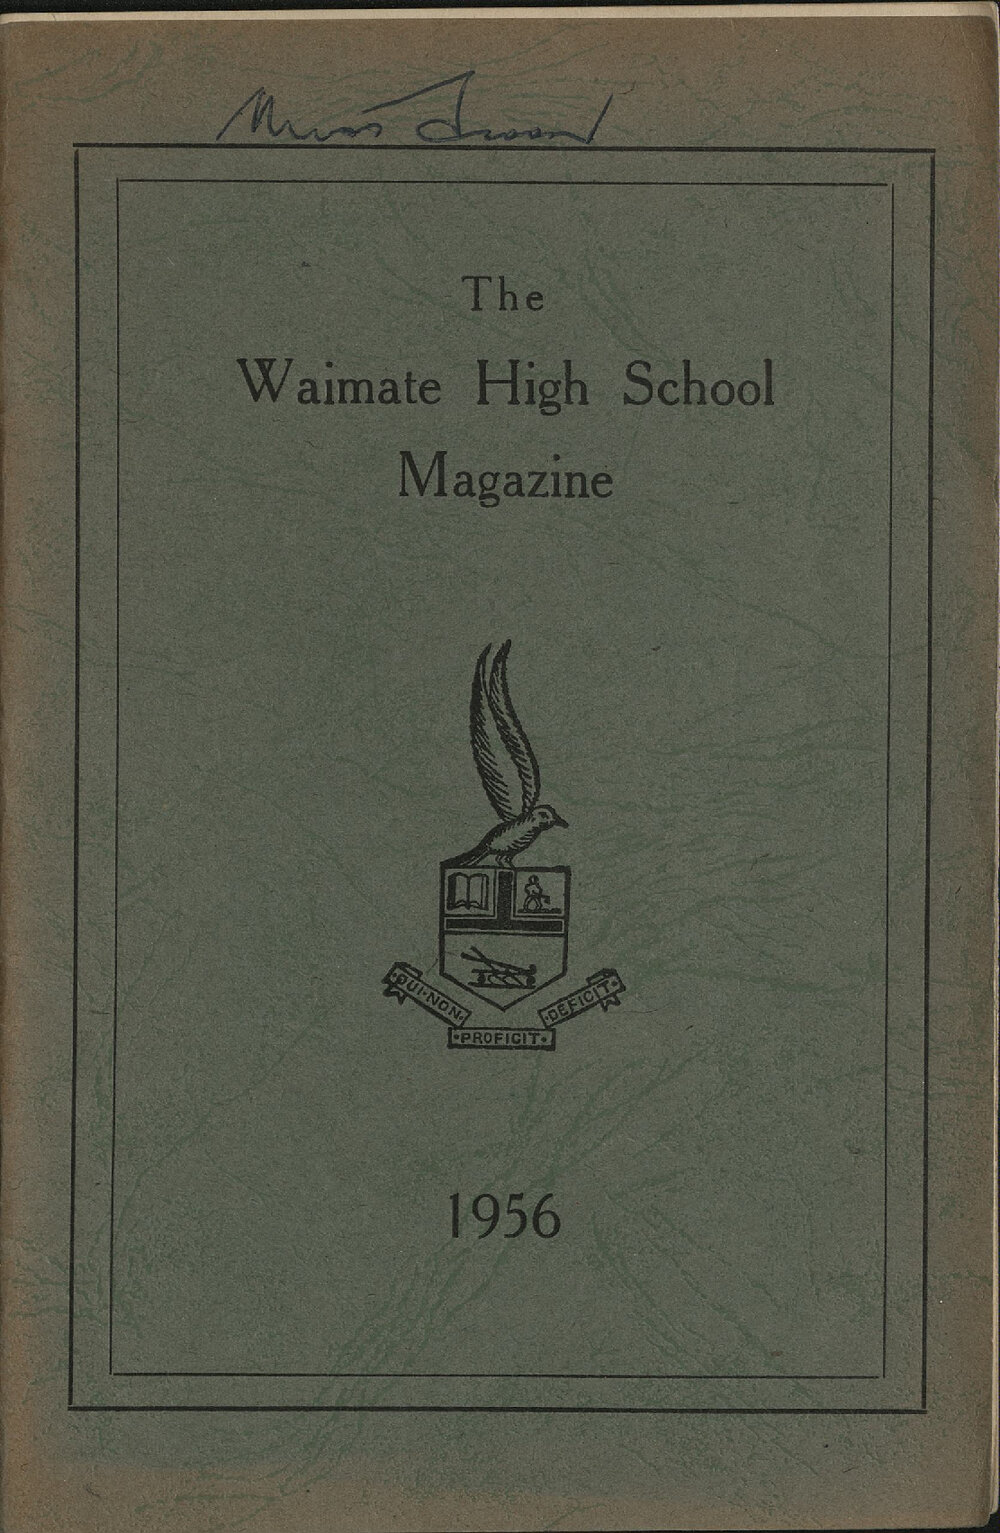 The
Waimate High School
Magazine
QUI·NON·
·PROFICIT·
·DEFICIT·
1956